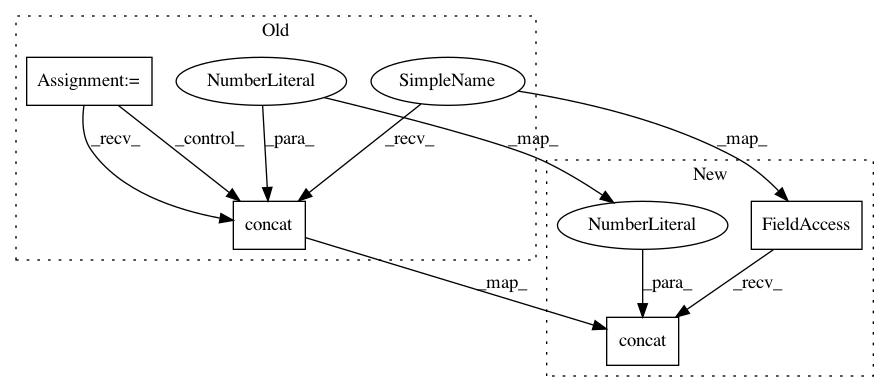 Old
Assignment:=
NumberLiteral
SimpleName
_recv_
_control_
_para_
_recv_
_map_
_map_
New
concat
NumberLiteral
FieldAccess
_map_
_para_
_recv_
concat